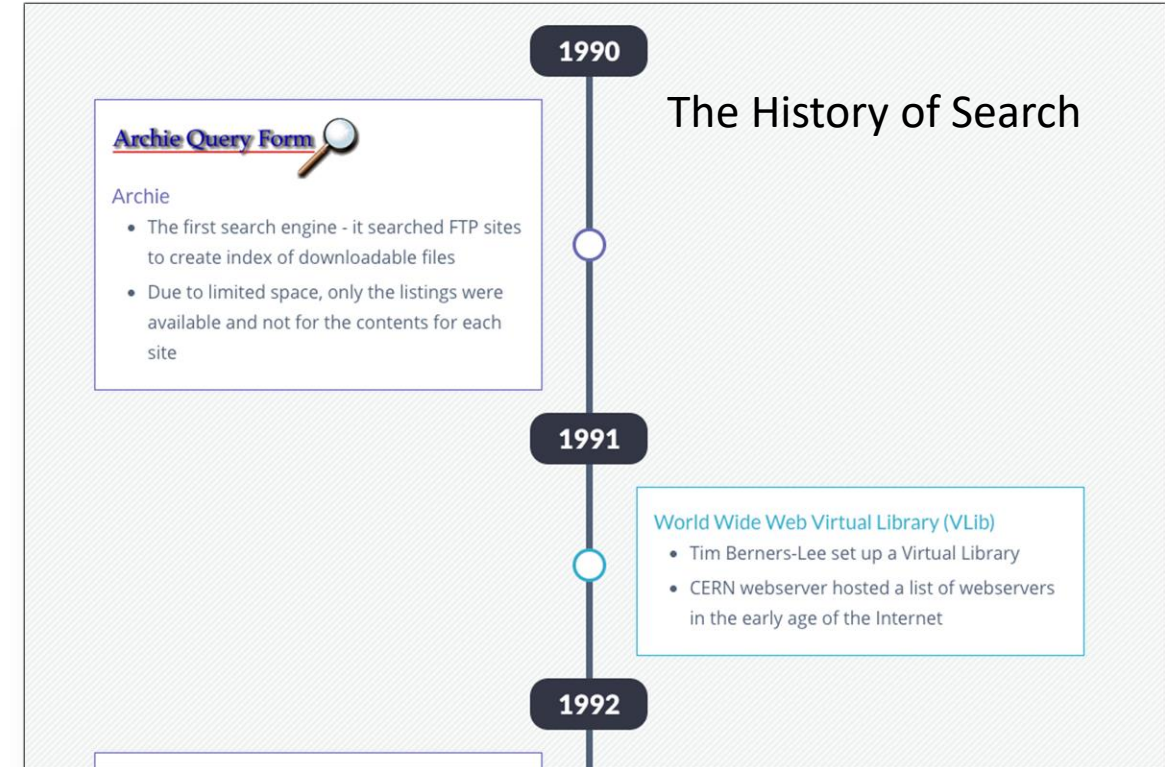 1990
The History of Search
Archie Query Form
Archie
• The first search engine - it searched FTP sites
to create index of downloadable files
• Due to limited space, only the listings were
available and not for the contents for each
site
1991
World Wide Web Virtual Library (VLib)
• Tim Berners-Lee set up a Virtual Library
• CERN webserver hosted a list of webservers
in the early age of the Internet
1992